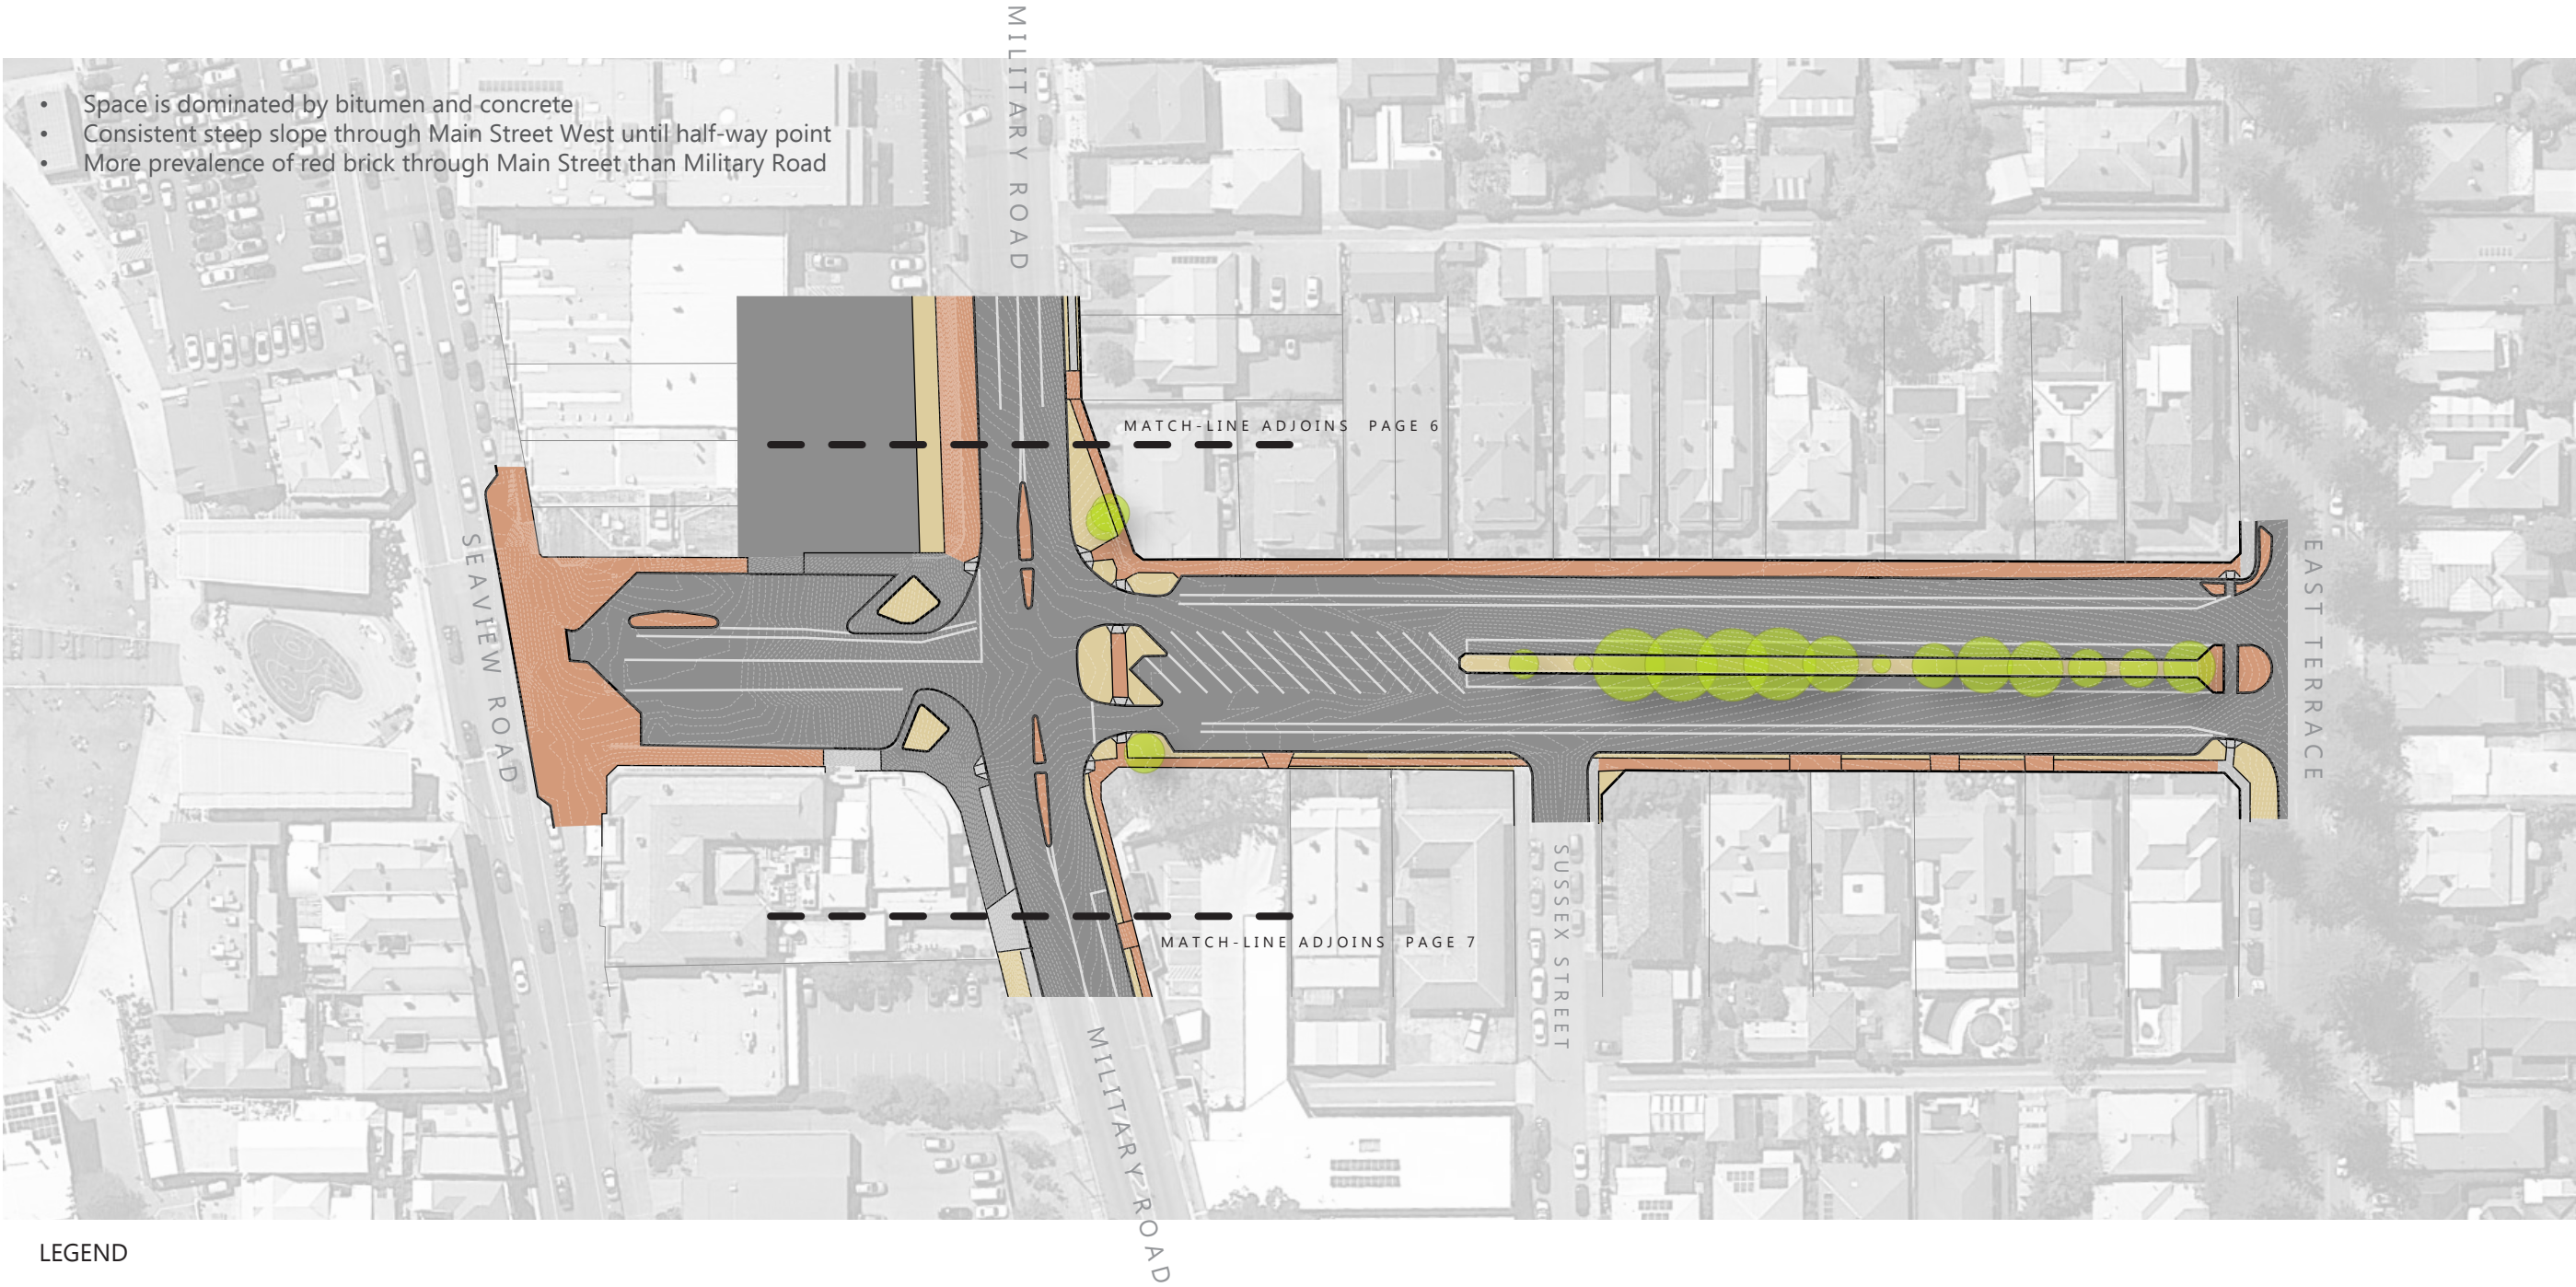 MILITARY ROAD
• Space is dominated by bitumen and concrete
• Consistent steep slope through Main Street West until half-way point
• More prevalence of red brick through Main Street than Military Road
MATCH-LINE ADJOINS PAGE 6
SEAVIEW ROAD
EAST TERRACE
SUSSEX STREET
MATCH-LINE ADJOINS PAGE 7
MILITARY ROAD
LEGEND